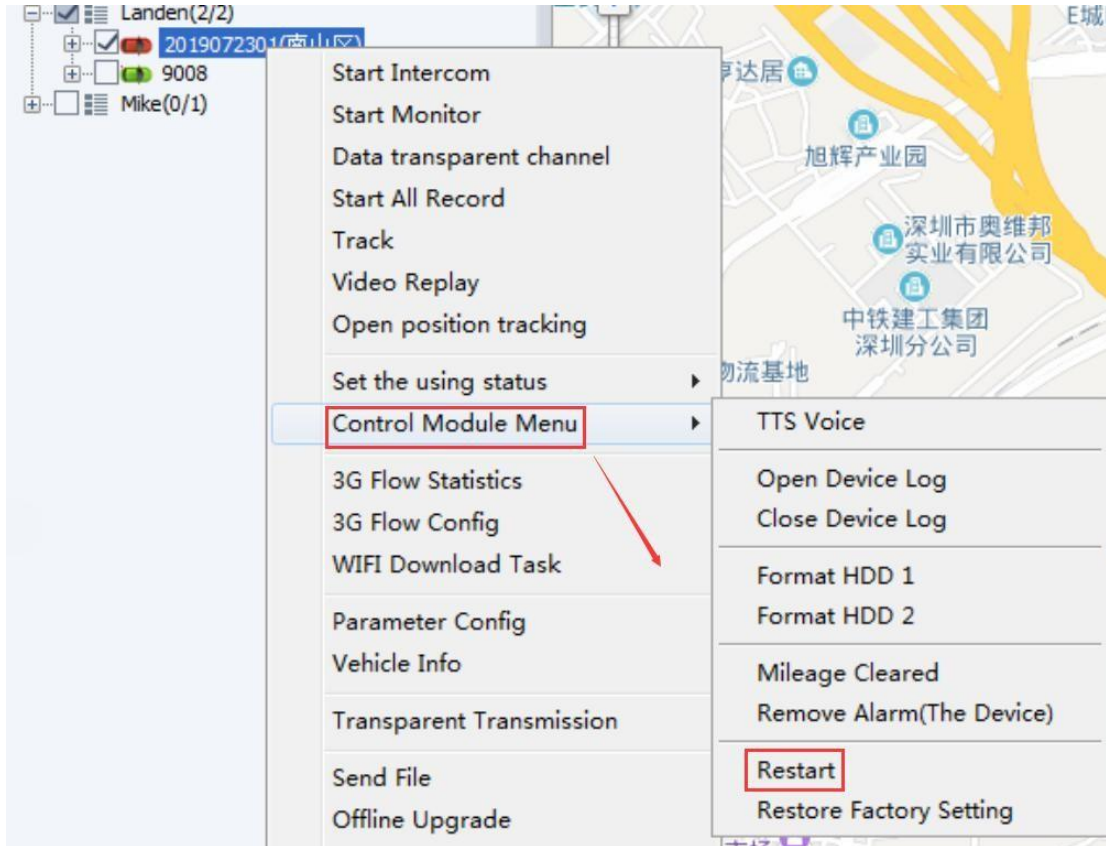 Landen(2/2)
2019072301(南山区)
9008
Mike(0/1)
Start Intercom
Start Monitor
Data transparent channel
Start All Record
Track
Video Replay
Open position tracking
Set the using status
Control Module Menu
3G Flow Statistics
3G Flow Config
WIFI Download Task
Parameter Config
Vehicle Info
Transparent Transmission
Send File
Offline Upgrade
TTS Voice
Open Device Log
Close Device Log
Format HDD 1
Format HDD 2
Mileage Cleared
Remove Alarm(The Device)
Restart
Restore Factory Setting
E城
达居
旭辉产业园
深圳市奥维邦
实业有限公司
中铁建工集团
深圳分公司
物流基地